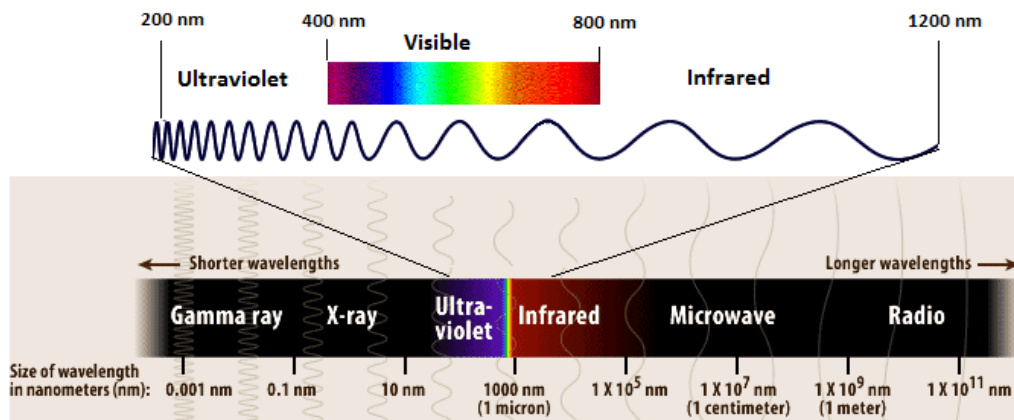 200 nm 400 nm 800 nm 1200 nm
Visible
Ultraviolet Infrared
Shorter wavelengths Longer wavelengths
Gamma ray X-ray Ultra-violet Infrared Microwave Radio
Size of wavelength
in nanometers (nm): 0.001 nm 0.1 nm 10 nm 1000 nm 1 X 10⁵ nm 1 X 10⁷ nm 1 X 10⁹ nm 1 X 10¹¹ nm
(1 micron) (1 centimeter) (1 meter)